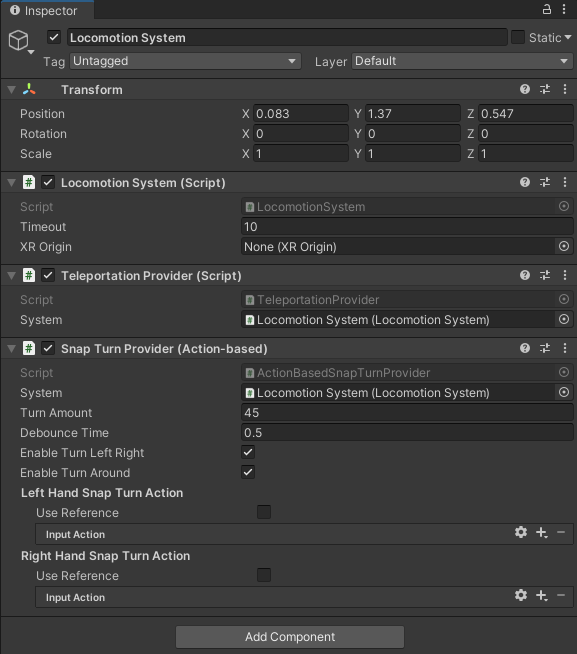 Inspector
Locomotion System
Static
Tag Untagged Layer Default
Transform
Position X 0.083 Y 1.37 Z 0.547
Rotation X 0 Y 0 Z 0
Scale X 1 Y 1 Z 1
# Locomotion System (Script)
Script # LocomotionSystem
Timeout 10
XR Origin None (XR Origin)
# Teleportation Provider (Script)
Script # TeleportationProvider
System # Locomotion System (Locomotion System)
# Snap Turn Provider (Action-based)
Script # ActionBasedSnapTurnProvider
System # Locomotion System (Locomotion System)
Turn Amount 45
Debounce Time 0.5
Enable Turn Left Right
Enable Turn Around
Left Hand Snap Turn Action
Use Reference
Input Action
Right Hand Snap Turn Action
Use Reference
Input Action
Add Component